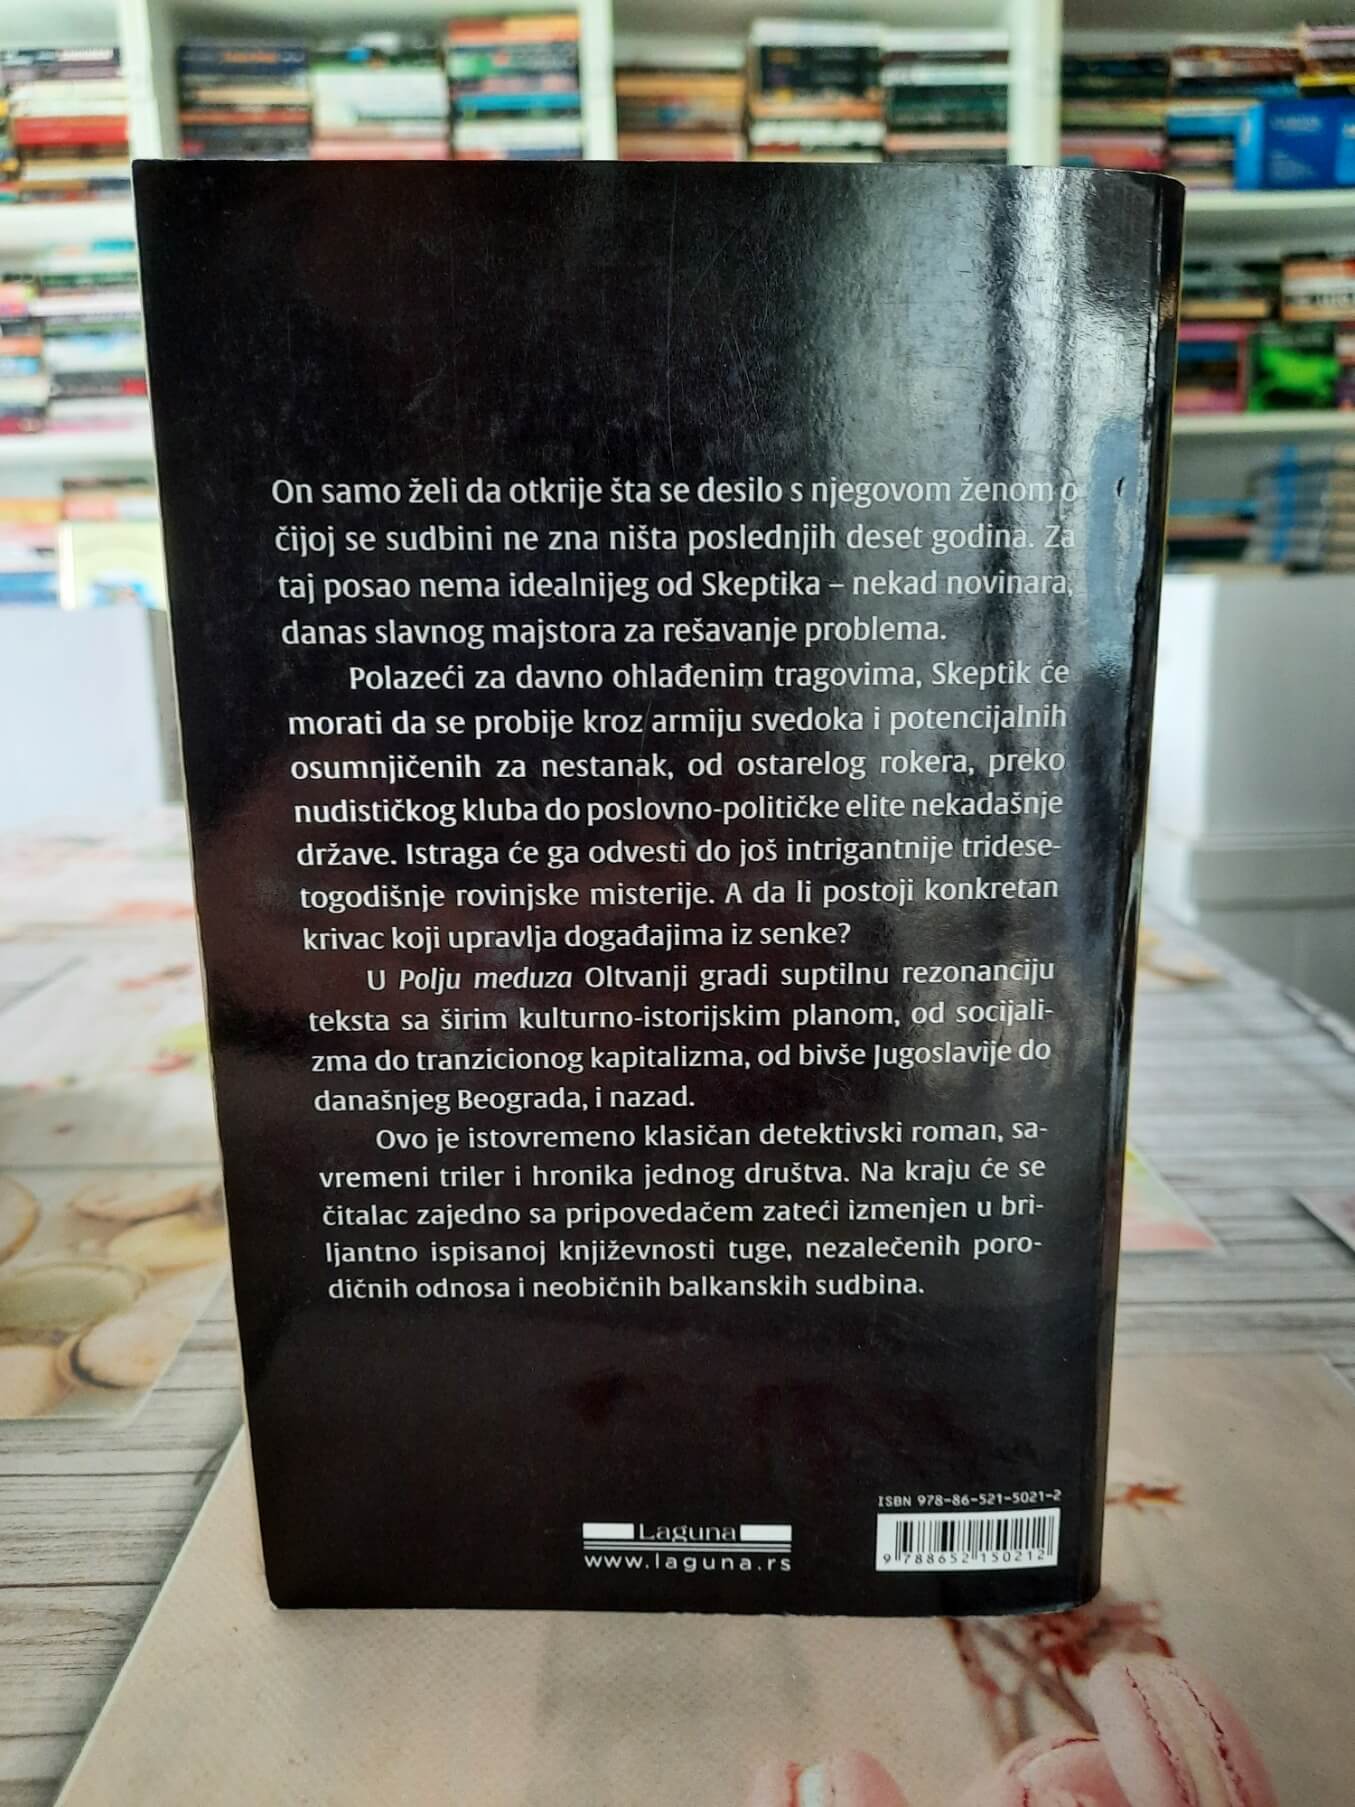 On samo želi da otkrije šta se desilo s njegovom ženom o
čijoj se sudbini ne zna ništa poslednjih deset godina. Za
taj posao nema idealnijeg od Skeptika – nekad novinara,
danas slavnog majstora za rešavanje problema.
Polazeći za davno ohlađenim tragovima, Skeptik će
morati da se probije kroz armiju svedoka i potencijalnih
osumnjičenih za nestanak, od ostarelog rokera, preko
nudističkog kluba do poslovno-političke elite nekadašnje
države. Istraga će ga odvesti do još intrigantnije tridese-
togodišnje rovinjske misterije. A da li postoji konkretan
krivac koji upravlja događajima iz senke?
U Polju meduza Oltvanji gradi suptilnu rezonanciju
teksta sa širim kulturno-istorijskim planom, od socijali-
zma do tranzicionog kapitalizma, od bivše Jugoslavije do
današnjeg Beograda, i nazad.
Ovo je istovremeno klasičan detektivski roman, sa-
vremeni triler i hronika jednog društva. Na kraju će se
čitalac zajedno sa pripovedačem zateći izmenjen u bri-
ljantno ispisanoj književnosti tuge, nezalečenih poro-
dičnih odnosa i neobičnih balkanskih sudbina.
ISBN 978-86-521-5021-2
Laguna
www.laguna.rs
9 788652 150212